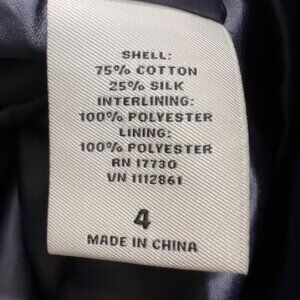 SHELL:
75% COTTON
25% SILK
INTERLINING:
100% POLYESTER
LINING:
100% POLYESTER
RN 17730
VN 1112861
4
MADE IN CHINA